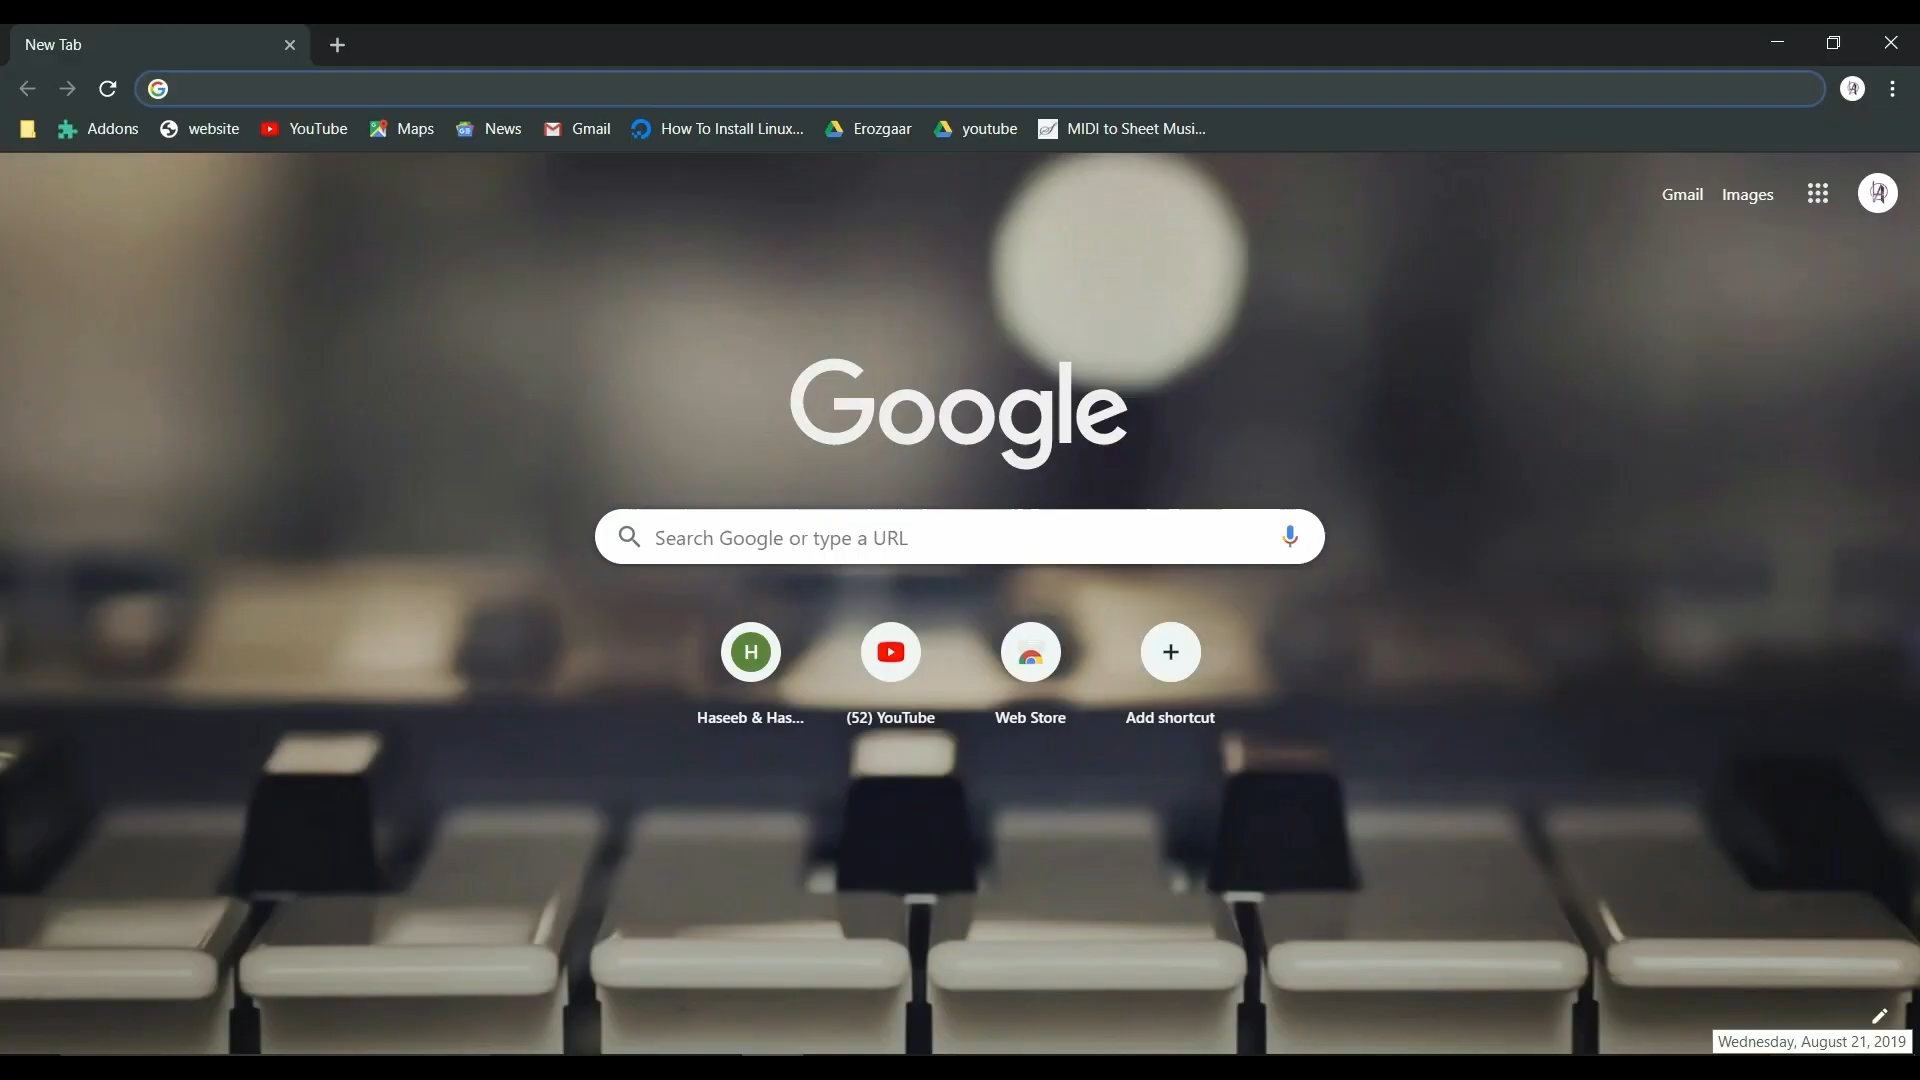 New Tab
Addons website YouTube Maps News Gmail How To Install Linux... Erozgaar youtube MIDI to Sheet Musi...
Gmail Images
Google
Search Google or type a URL
H
Haseeb & Has... (52) YouTube Web Store Add shortcut
Wednesday, August 21, 2019